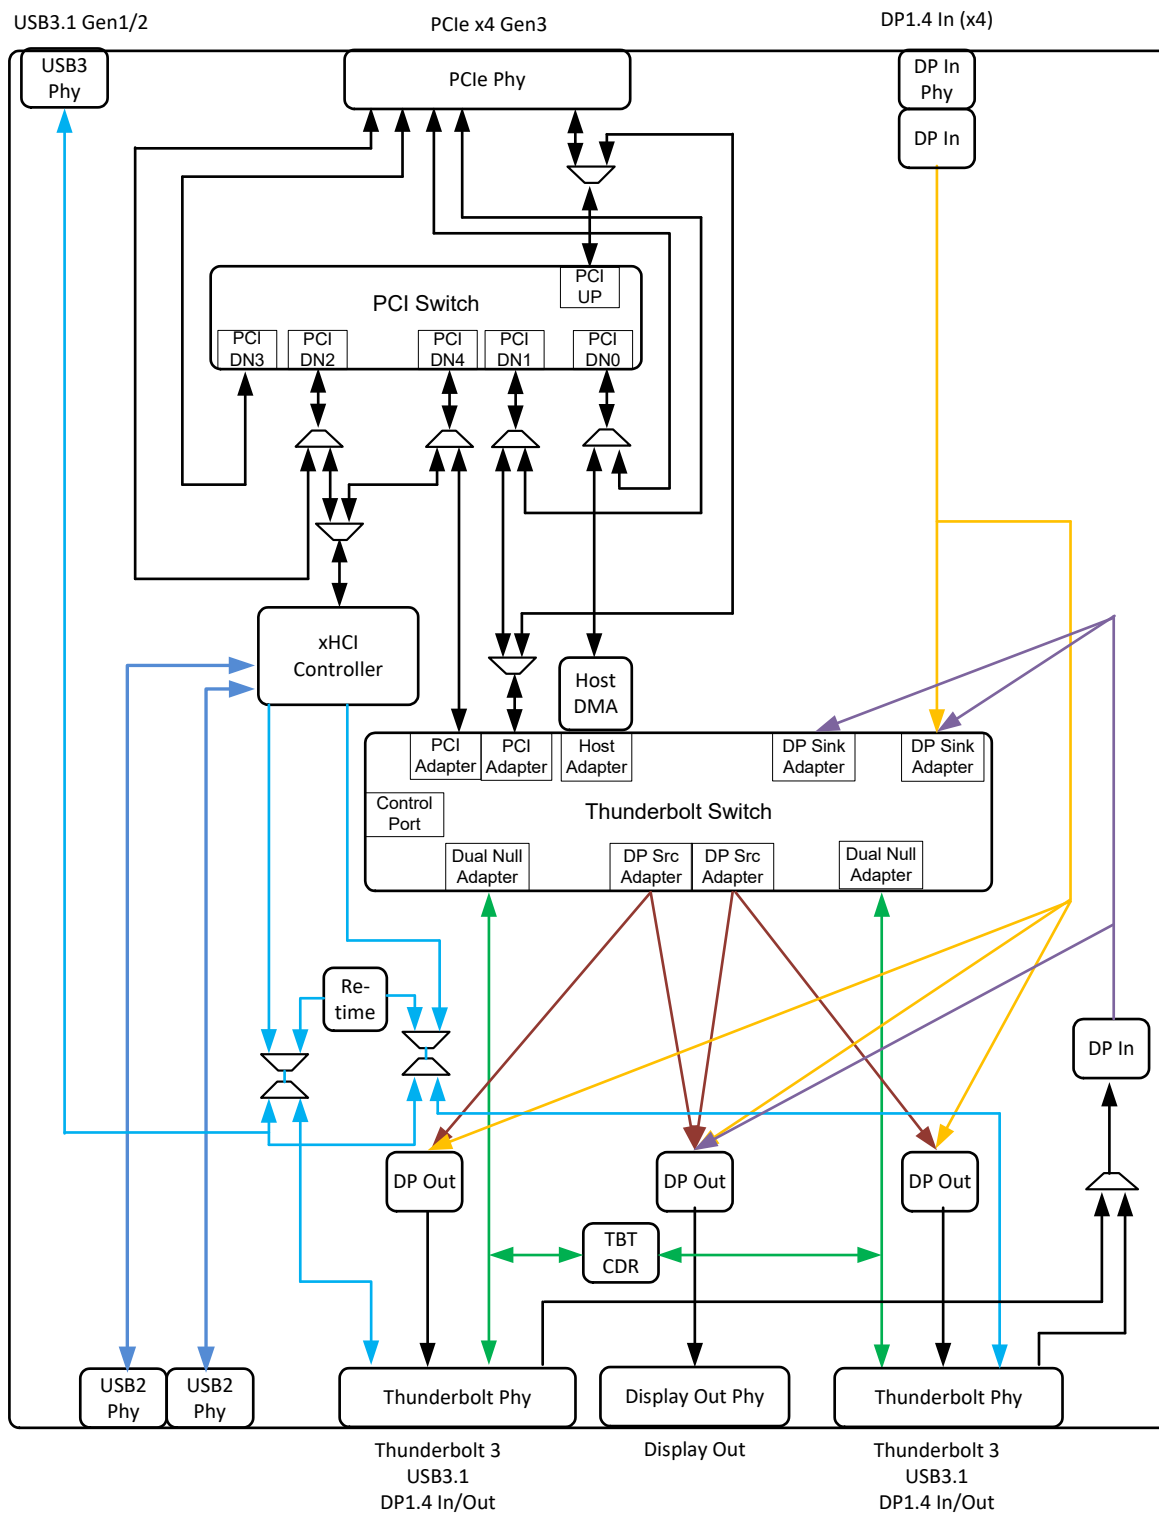 USB3.1 Gen1/2
PCIe x4 Gen3
DP1.4 In (x4)
USB3
Phy
PCIe Phy
DP In
Phy
DP In
PCI
UP
PCI Switch
PCI
DN3
PCI
DN2
PCI
DN4
PCI
DN1
PCI
DN0
xHCI
Controller
Host
DMA
PCI
Adapter
PCI
Adapter
Host
Adapter
DP Sink
Adapter
DP Sink
Adapter
Control
Port
Thunderbolt Switch
Dual Null
Adapter
DP Src
Adapter
DP Src
Adapter
Dual Null
Adapter
Re-
time
DP In
DP Out
DP Out
DP Out
TBT
CDR
USB2
Phy
USB2
Phy
Thunderbolt Phy
Display Out Phy
Thunderbolt Phy
Thunderbolt 3
USB3.1
DP1.4 In/Out
Display Out
Thunderbolt 3
USB3.1
DP1.4 In/Out